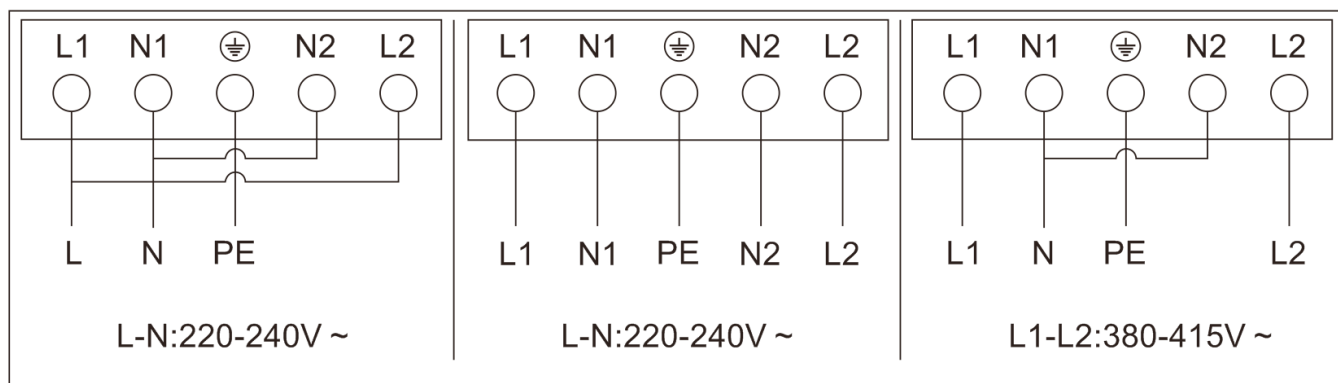 L1 N1 N2 L2
L N PE
L-N:220-240V ~
L1 N1 N2 L2
L1 N1 PE N2 L2
L-N:220-240V ~
L1 N1 N2 L2
L1 N PE L2
L1-L2:380-415V ~